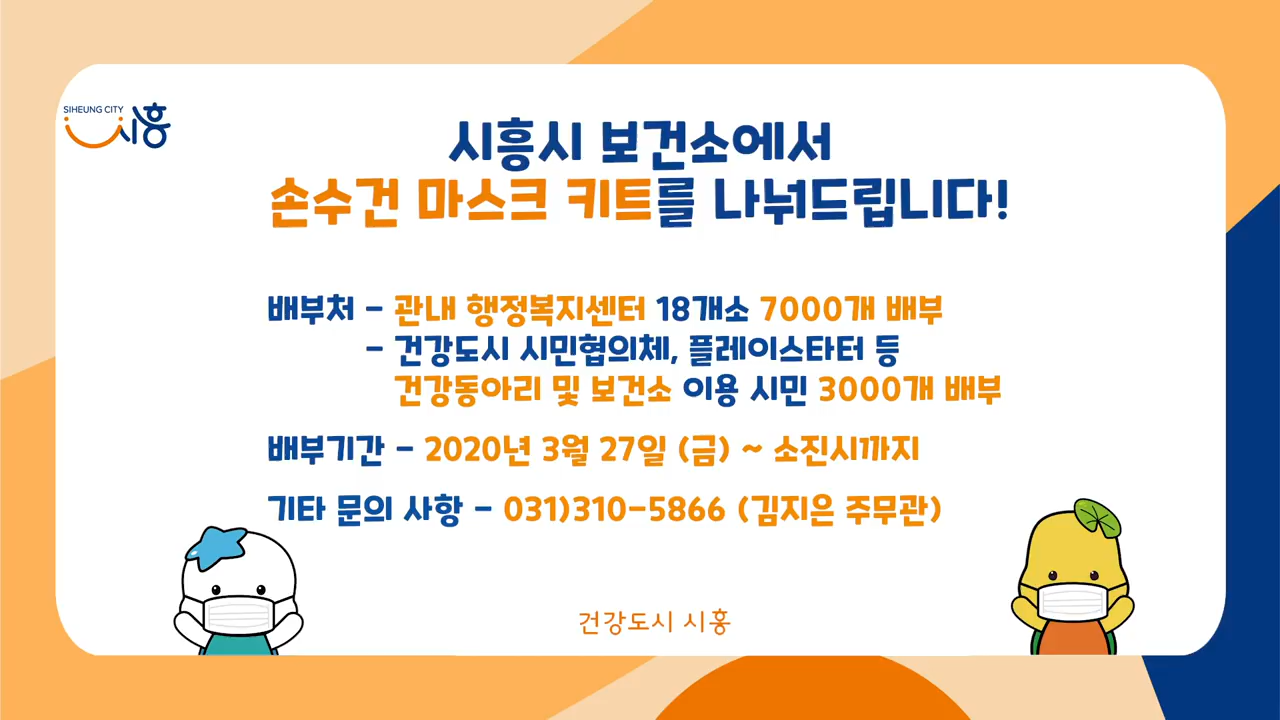 SIHEUNG CITY
시흥
시흥시 보건소에서
손수건 마스크 키트를 나눠드립니다!
배부처 - 관내 행정복지센터 18개소 7000개 배부
- 건강도시 시민협의체, 플레이스타터 등
건강동아리 및 보건소 이용 시민 3000개 배부
배부기간 - 2020년 3월 27일 (금) ~ 소진시까지
기타 문의 사항 - 031)310-5866 (김지은 주무관)
건강도시 시흥